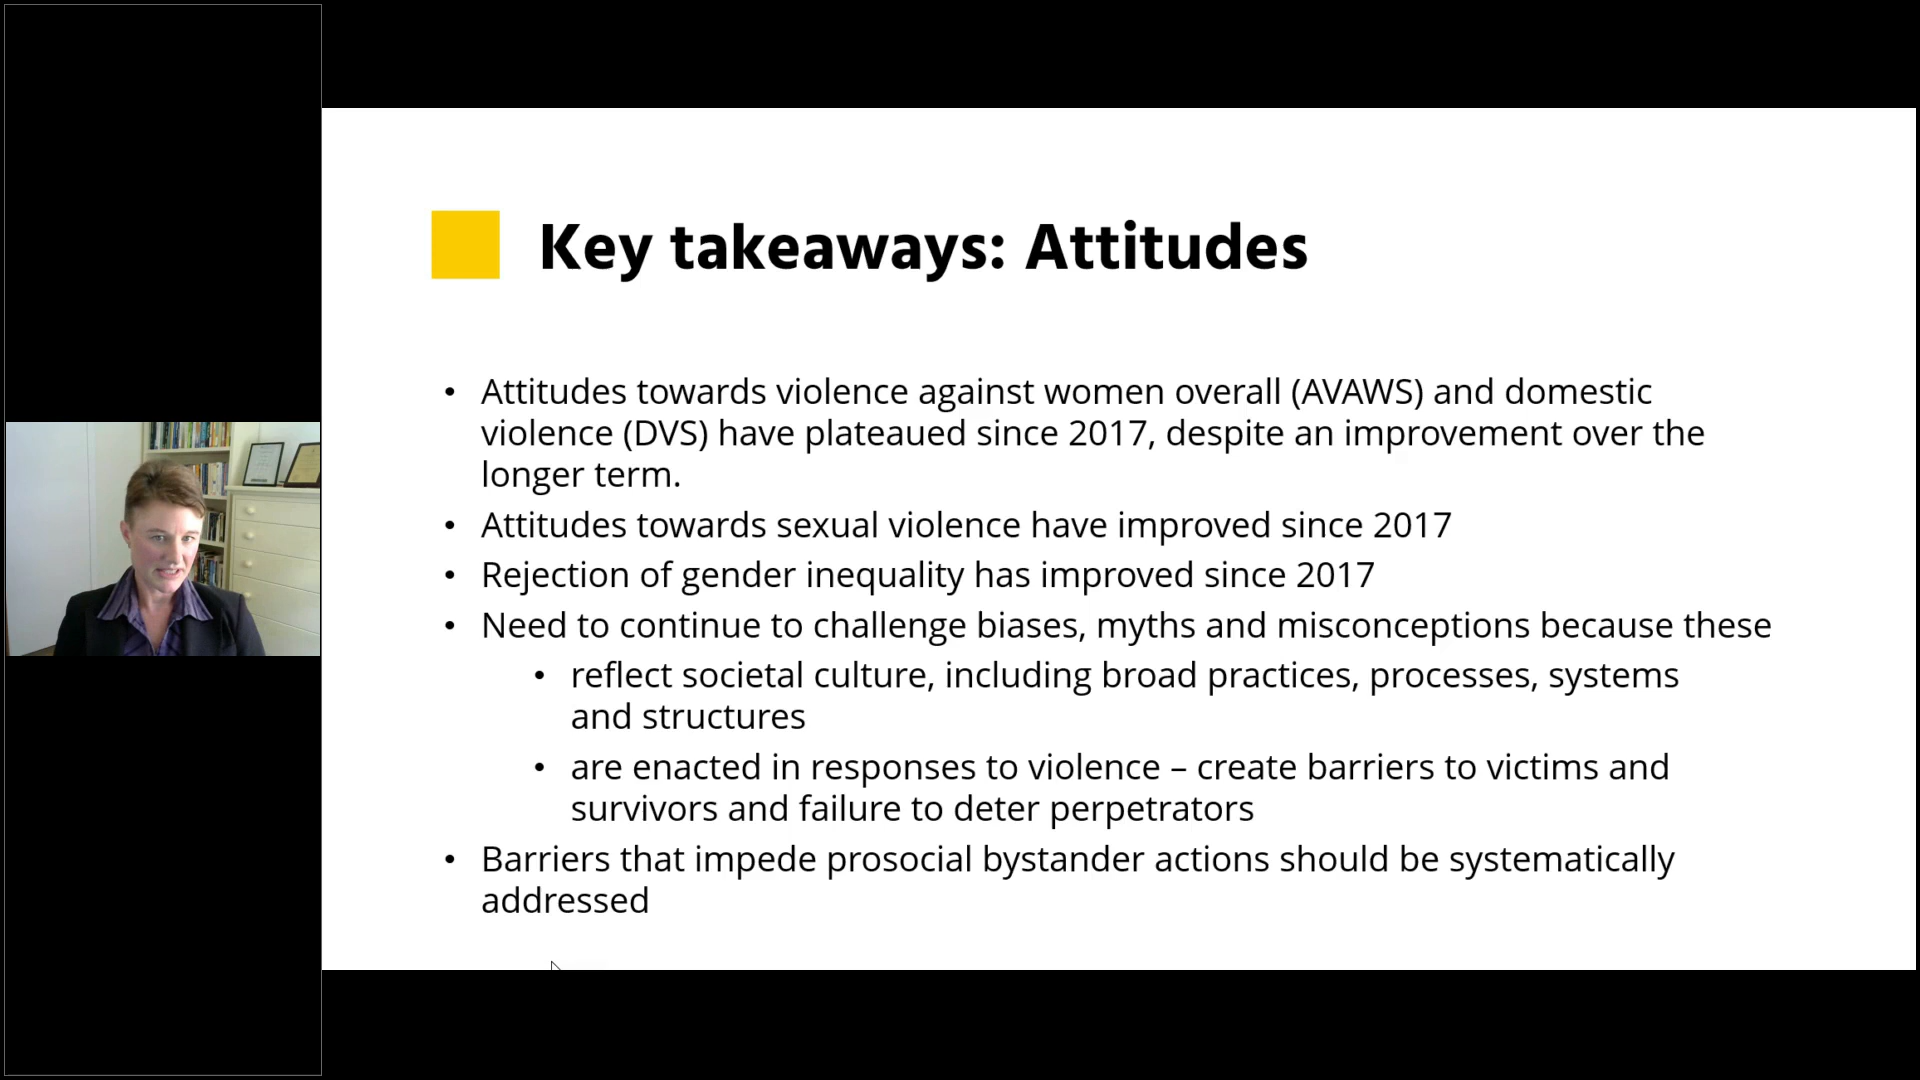 Key takeaways: Attitudes
• Attitudes towards violence against women overall (AVAWS) and domestic
violence (DVS) have plateaued since 2017, despite an improvement over the
longer term.
• Attitudes towards sexual violence have improved since 2017
• Rejection of gender inequality has improved since 2017
• Need to continue to challenge biases, myths and misconceptions because these
• reflect societal culture, including broad practices, processes, systems
and structures
• are enacted in responses to violence – create barriers to victims and
survivors and failure to deter perpetrators
• Barriers that impede prosocial bystander actions should be systematically
addressed